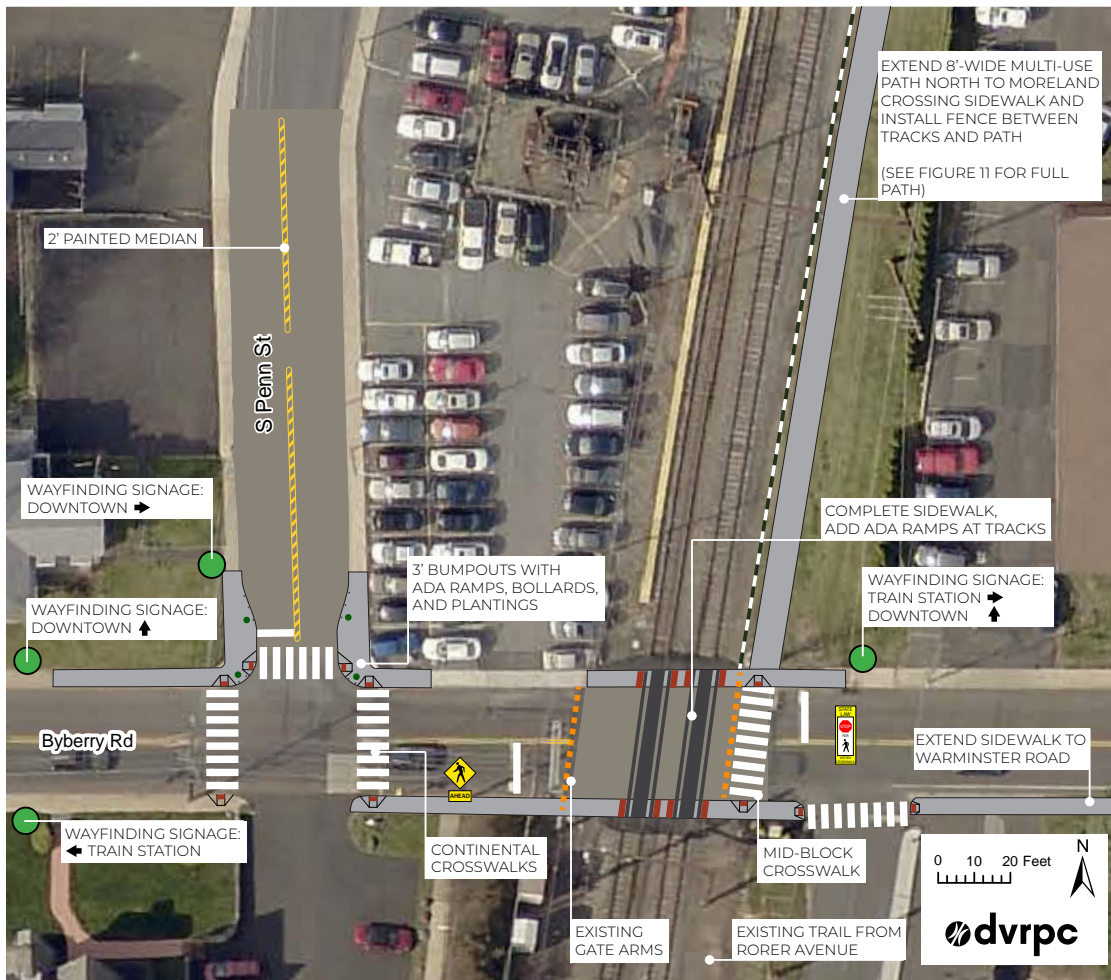 EXTEND 8'-WIDE MULTI-USE
PATH NORTH TO MORELAND
CROSSING SIDEWALK AND
INSTALL FENCE BETWEEN
TRACKS AND PATH
(SEE FIGURE 11 FOR FULL
PATH)
2' PAINTED MEDIAN
S Penn St
WAYFINDING SIGNAGE:
DOWNTOWN ➡
COMPLETE SIDEWALK,
ADD ADA RAMPS AT TRACKS
3' BUMPOUTS WITH
ADA RAMPS, BOLLARDS,
AND PLANTINGS
WAYFINDING SIGNAGE:
TRAIN STATION ➡
DOWNTOWN ⬆
WAYFINDING SIGNAGE:
DOWNTOWN ⬆
Byberry Rd
STATE
LAW
STOP
FOR
AHEAD
EXTEND SIDEWALK TO
WARMINSTER ROAD
WAYFINDING SIGNAGE:
⬅ TRAIN STATION
CONTINENTAL
CROSSWALKS
MID-BLOCK
CROSSWALK
EXISTING
GATE ARMS
EXISTING TRAIL FROM
RORER AVENUE
0 10 20 Feet
N
dvrpc